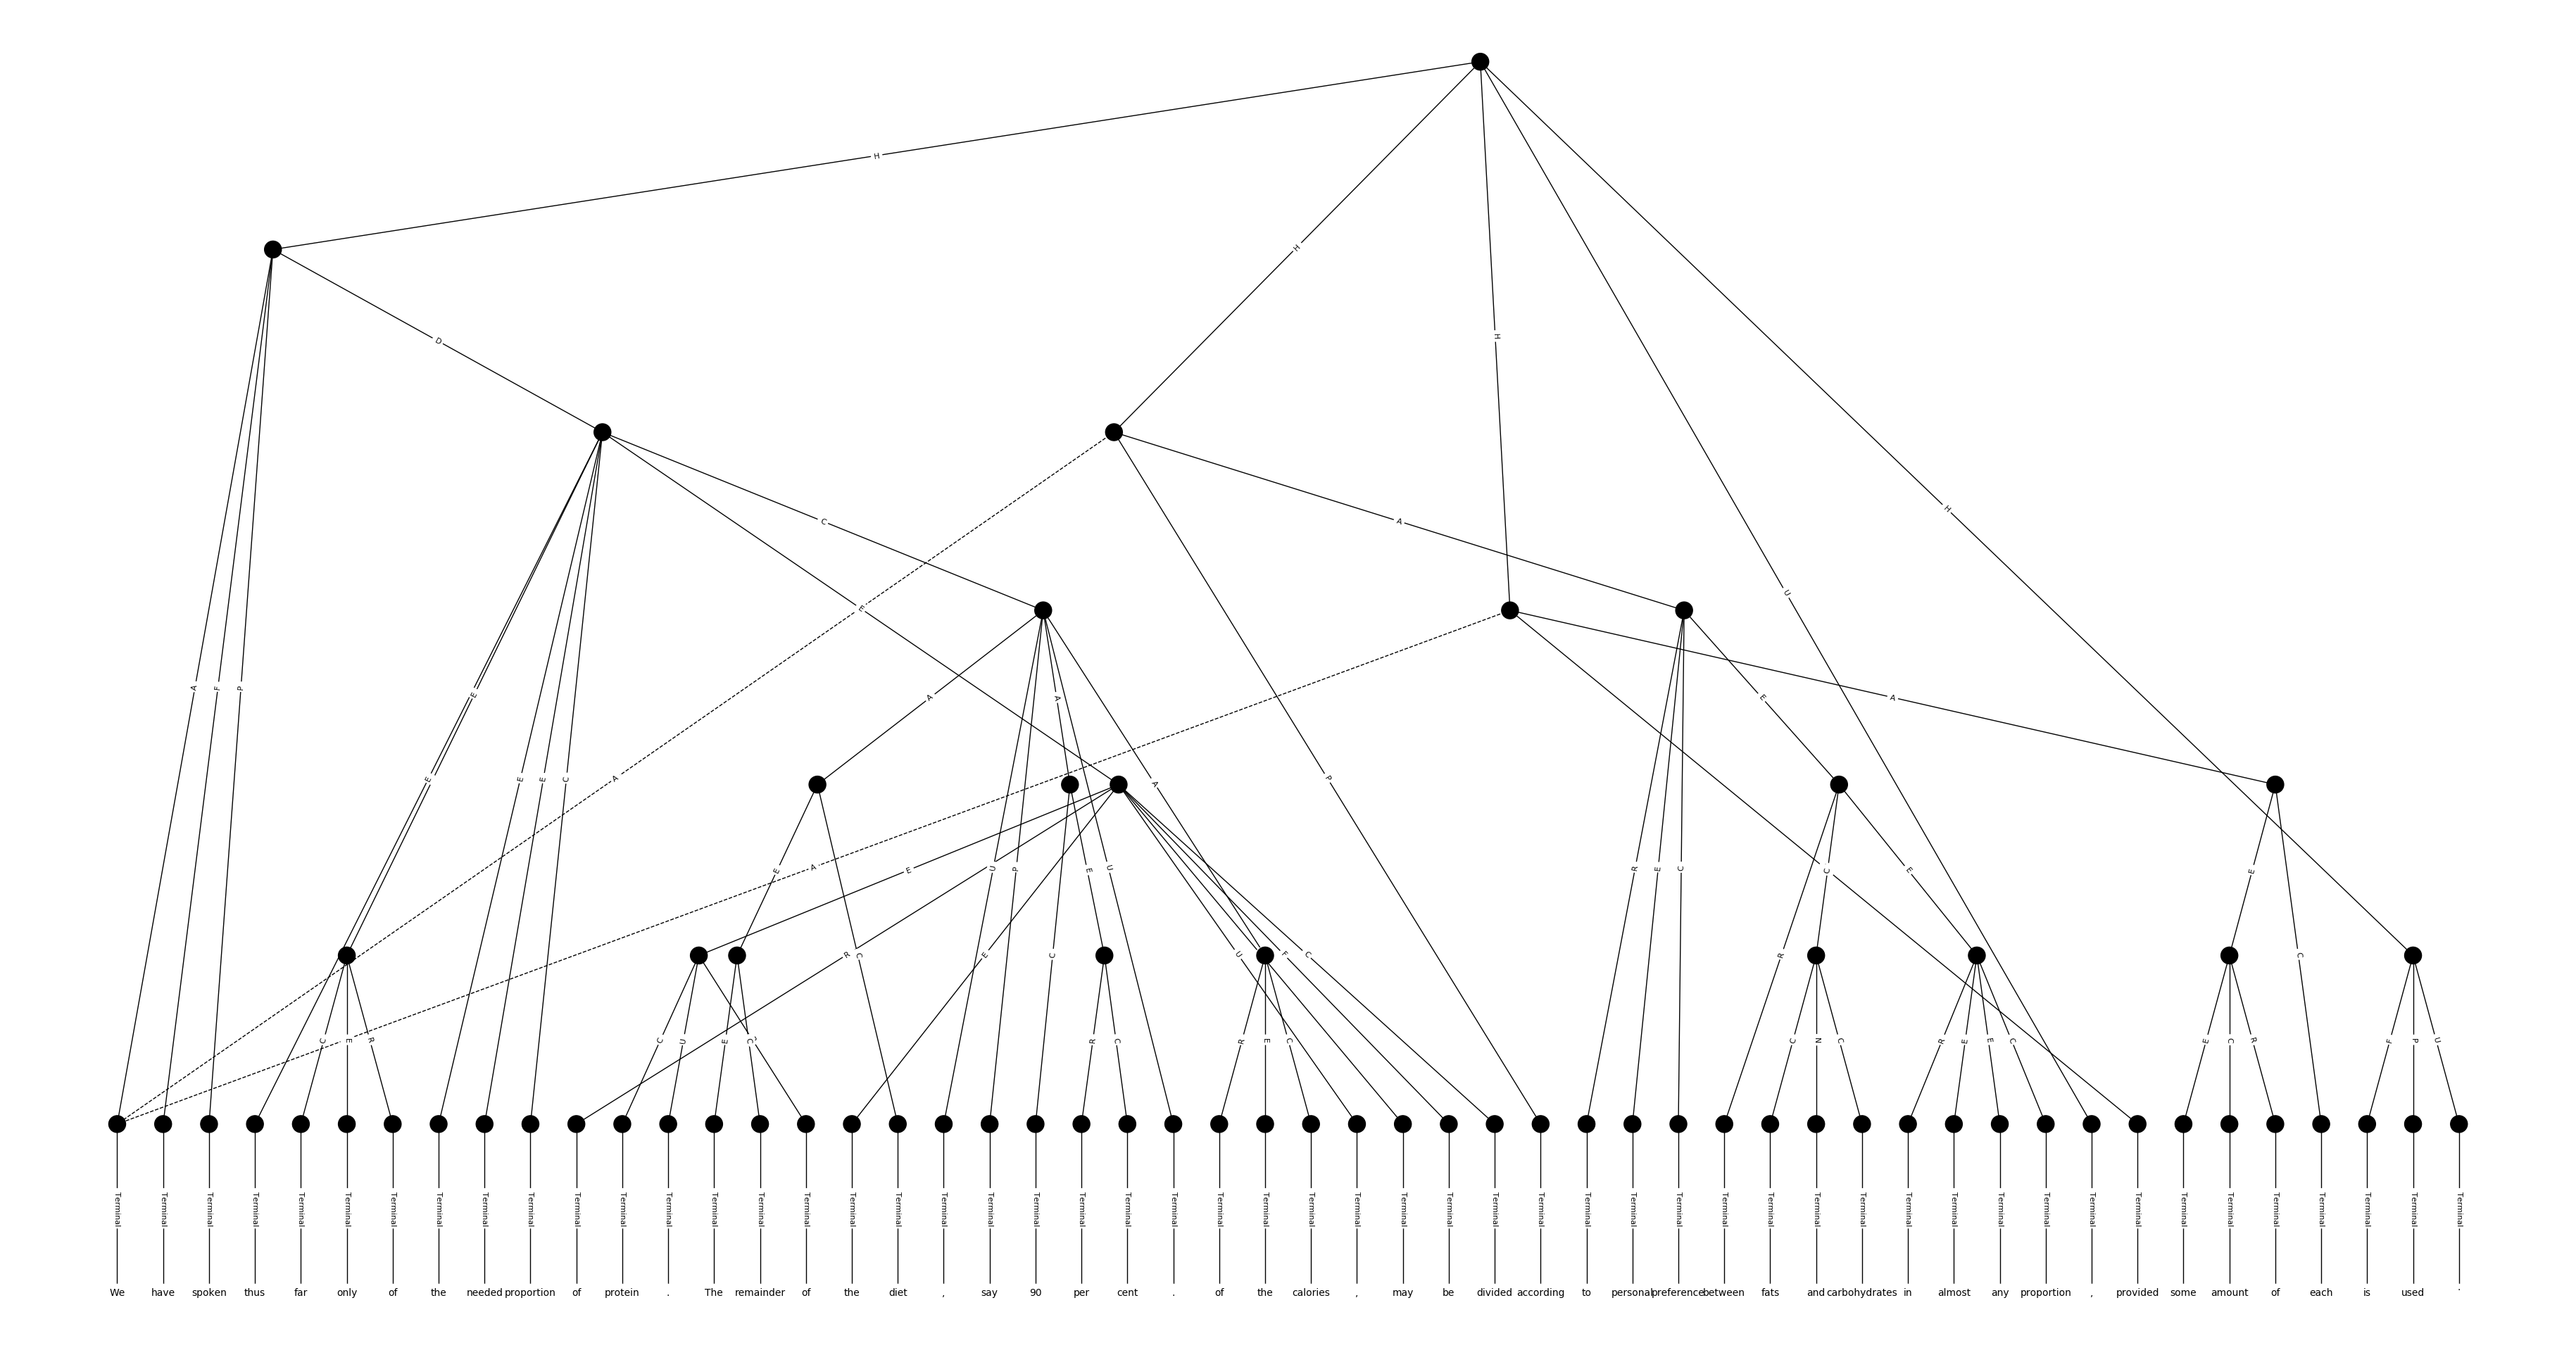 H
H
H
D
H
C A
U
E
A F P
E A A E A
E E E C A A P
E A E U P E U R E C C E E
R C E C U F C R C
C E R C U E C R C R E C C N C R E E C E C R F P U
Terminal Terminal Terminal Terminal Terminal Terminal Terminal Terminal Terminal Terminal Terminal Terminal Terminal Terminal Terminal Terminal Terminal Terminal Terminal Terminal Terminal Terminal Terminal Terminal Terminal Terminal Terminal Terminal Terminal Terminal Terminal Terminal Terminal Terminal Terminal Terminal Terminal Terminal Terminal Terminal Terminal Terminal Terminal Terminal Terminal Terminal Terminal Terminal Terminal Terminal Terminal Terminal
We have spoken thus far only of the needed proportion of protein . The remainder of the diet , say 90 per cent . of the calories , may be divided according to personal preference between fats and carbohydrates in almost any proportion , provided some amount of each is used .